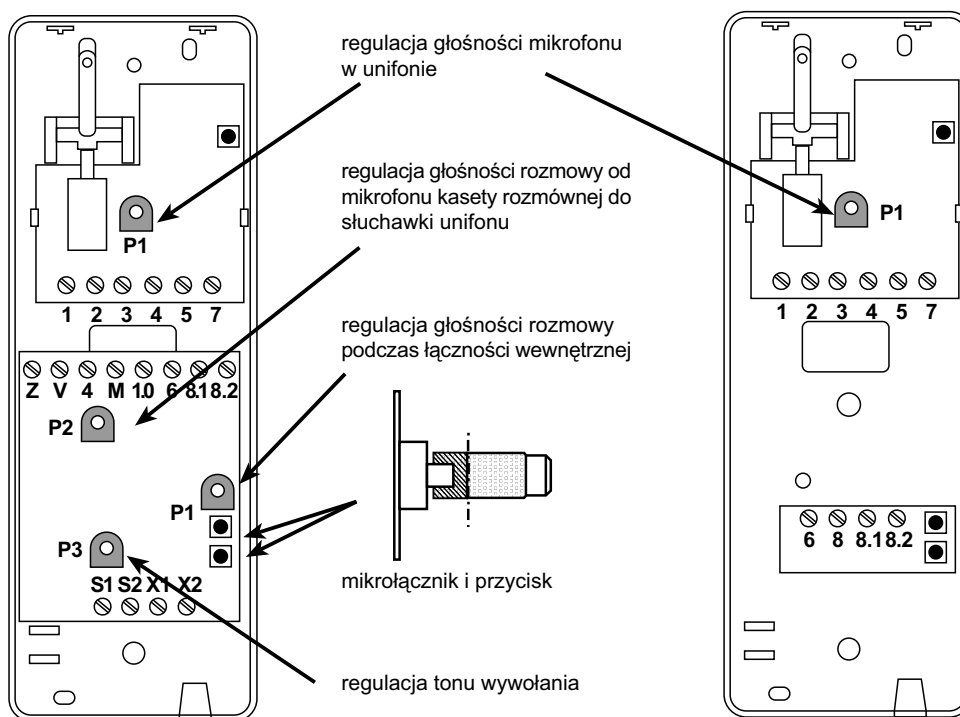 regulacja głośności mikrofonu
w unifonie
regulacja głośności rozmowy od
mikrofonu kasety rozmównej do
słuchawki unifonu
regulacja głośności rozmowy
podczas łączności wewnętrznej
mikrołącznik i przycisk
regulacja tonu wywołania
P1
1 2 3 4 5 7
Z V 4 M 1.0 6 8.1 8.2
P2
P1
P3
S1 S2 X1 X2
P1
1 2 3 4 5 7
6 8 8.1 8.2